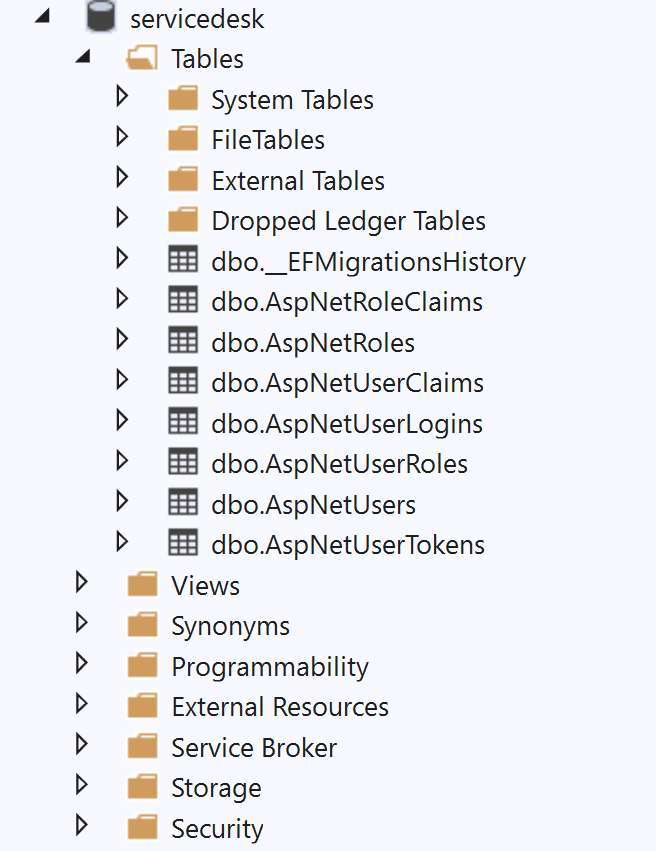 servicedesk
Tables
System Tables
FileTables
External Tables
Dropped Ledger Tables
dbo.__EFMigrationsHistory
dbo.AspNetRoleClaims
dbo.AspNetRoles
dbo.AspNetUserClaims
dbo.AspNetUserLogins
dbo.AspNetUserRoles
dbo.AspNetUsers
dbo.AspNetUserTokens
Views
Synonyms
Programmability
External Resources
Service Broker
Storage
Security